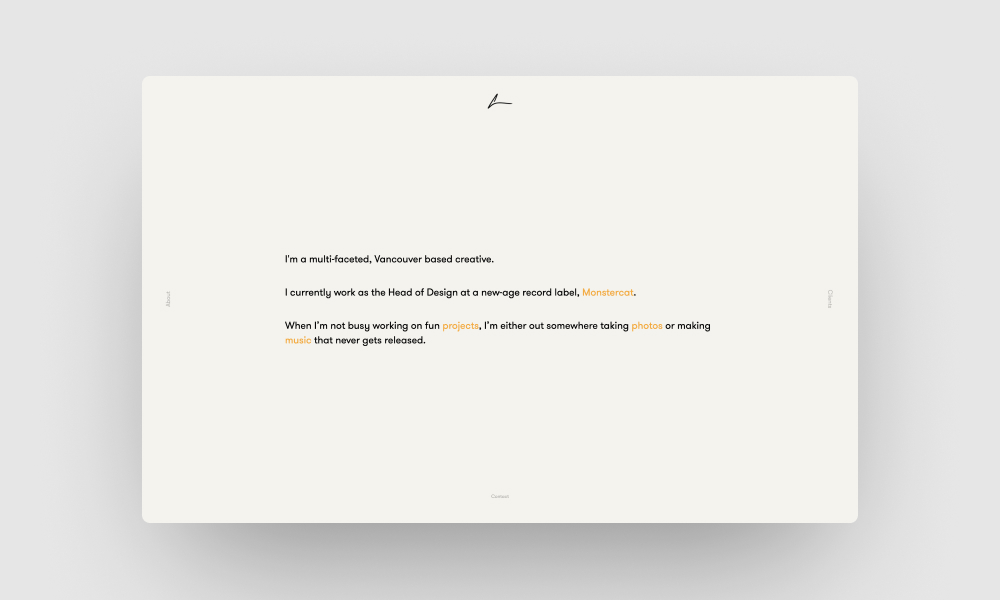 I'm a multi-faceted, Vancouver based creative.
I currently work as the Head of Design at a new-age record label, Monstercat.
About
Clients
When I'm not busy working on fun projects, I'm either out somewhere taking photos or making
music that never gets released.
Contact